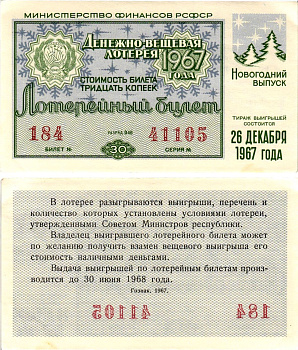 МИНИСТЕРСТВО ФИНАНСОВ РСФСР
ДЕНЕЖНО-ВЕЩЕВАЯ
ЛОТЕРЕЯ 1967
ГОДА
СТОИМОСТЬ БИЛЕТА
ТРИДЦАТЬ КОПЕЕК
Новогодний
ВЫПУСК
Лотерейный билет
ТИРАЖ ВЫИГРЫШЕЙ
СОСТОИТСЯ
184 41105
26 ДЕКАБРЯ
1967 ГОДА
БИЛЕТ № 30 СЕРИЯ №
В лотерее разыгрываются выигрыши, перечень и
количество которых установлены условиями лотереи,
утвержденными Советом Министров республики.
Владелец выигравшего лотерейного билета может
по желанию получить взамен вещевого выигрыша его
стоимость наличными деньгами.
Выдача выигрышей по лотерейным билетам произ-
водится до 30 июня 1968 года.
Гознак. 1967.
41105 184